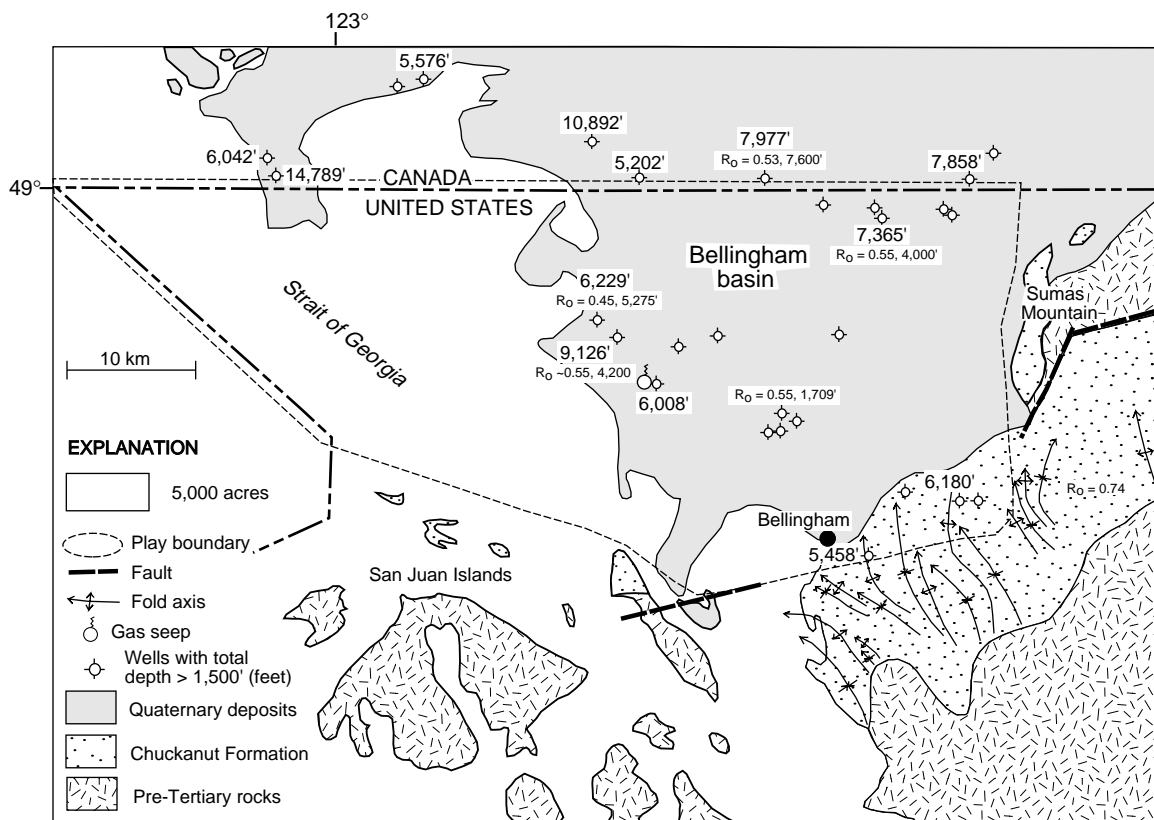 123°
5,576'
10,892'
7,977'
Ro = 0.53, 7,600'
6,042'
5,202'
7,858'
14,789'
CANADA
49°
UNITED STATES
7,365'
Ro = 0.55, 4,000'
Bellingham
basin
6,229'
Ro = 0.45, 5,275'
Sumas
Mountain
Strait of Georgia
10 km
9,126'
Ro ~0.55, 4,200
6,008'
Ro = 0.55, 1,709'
EXPLANATION
5,000 acres
6,180'
Ro = 0.74
Bellingham
5,458'
Play boundary
Fault
San Juan Islands
Fold axis
Gas seep
Wells with total
depth > 1,500' (feet)
Quaternary deposits
Chuckanut Formation
Pre-Tertiary rocks